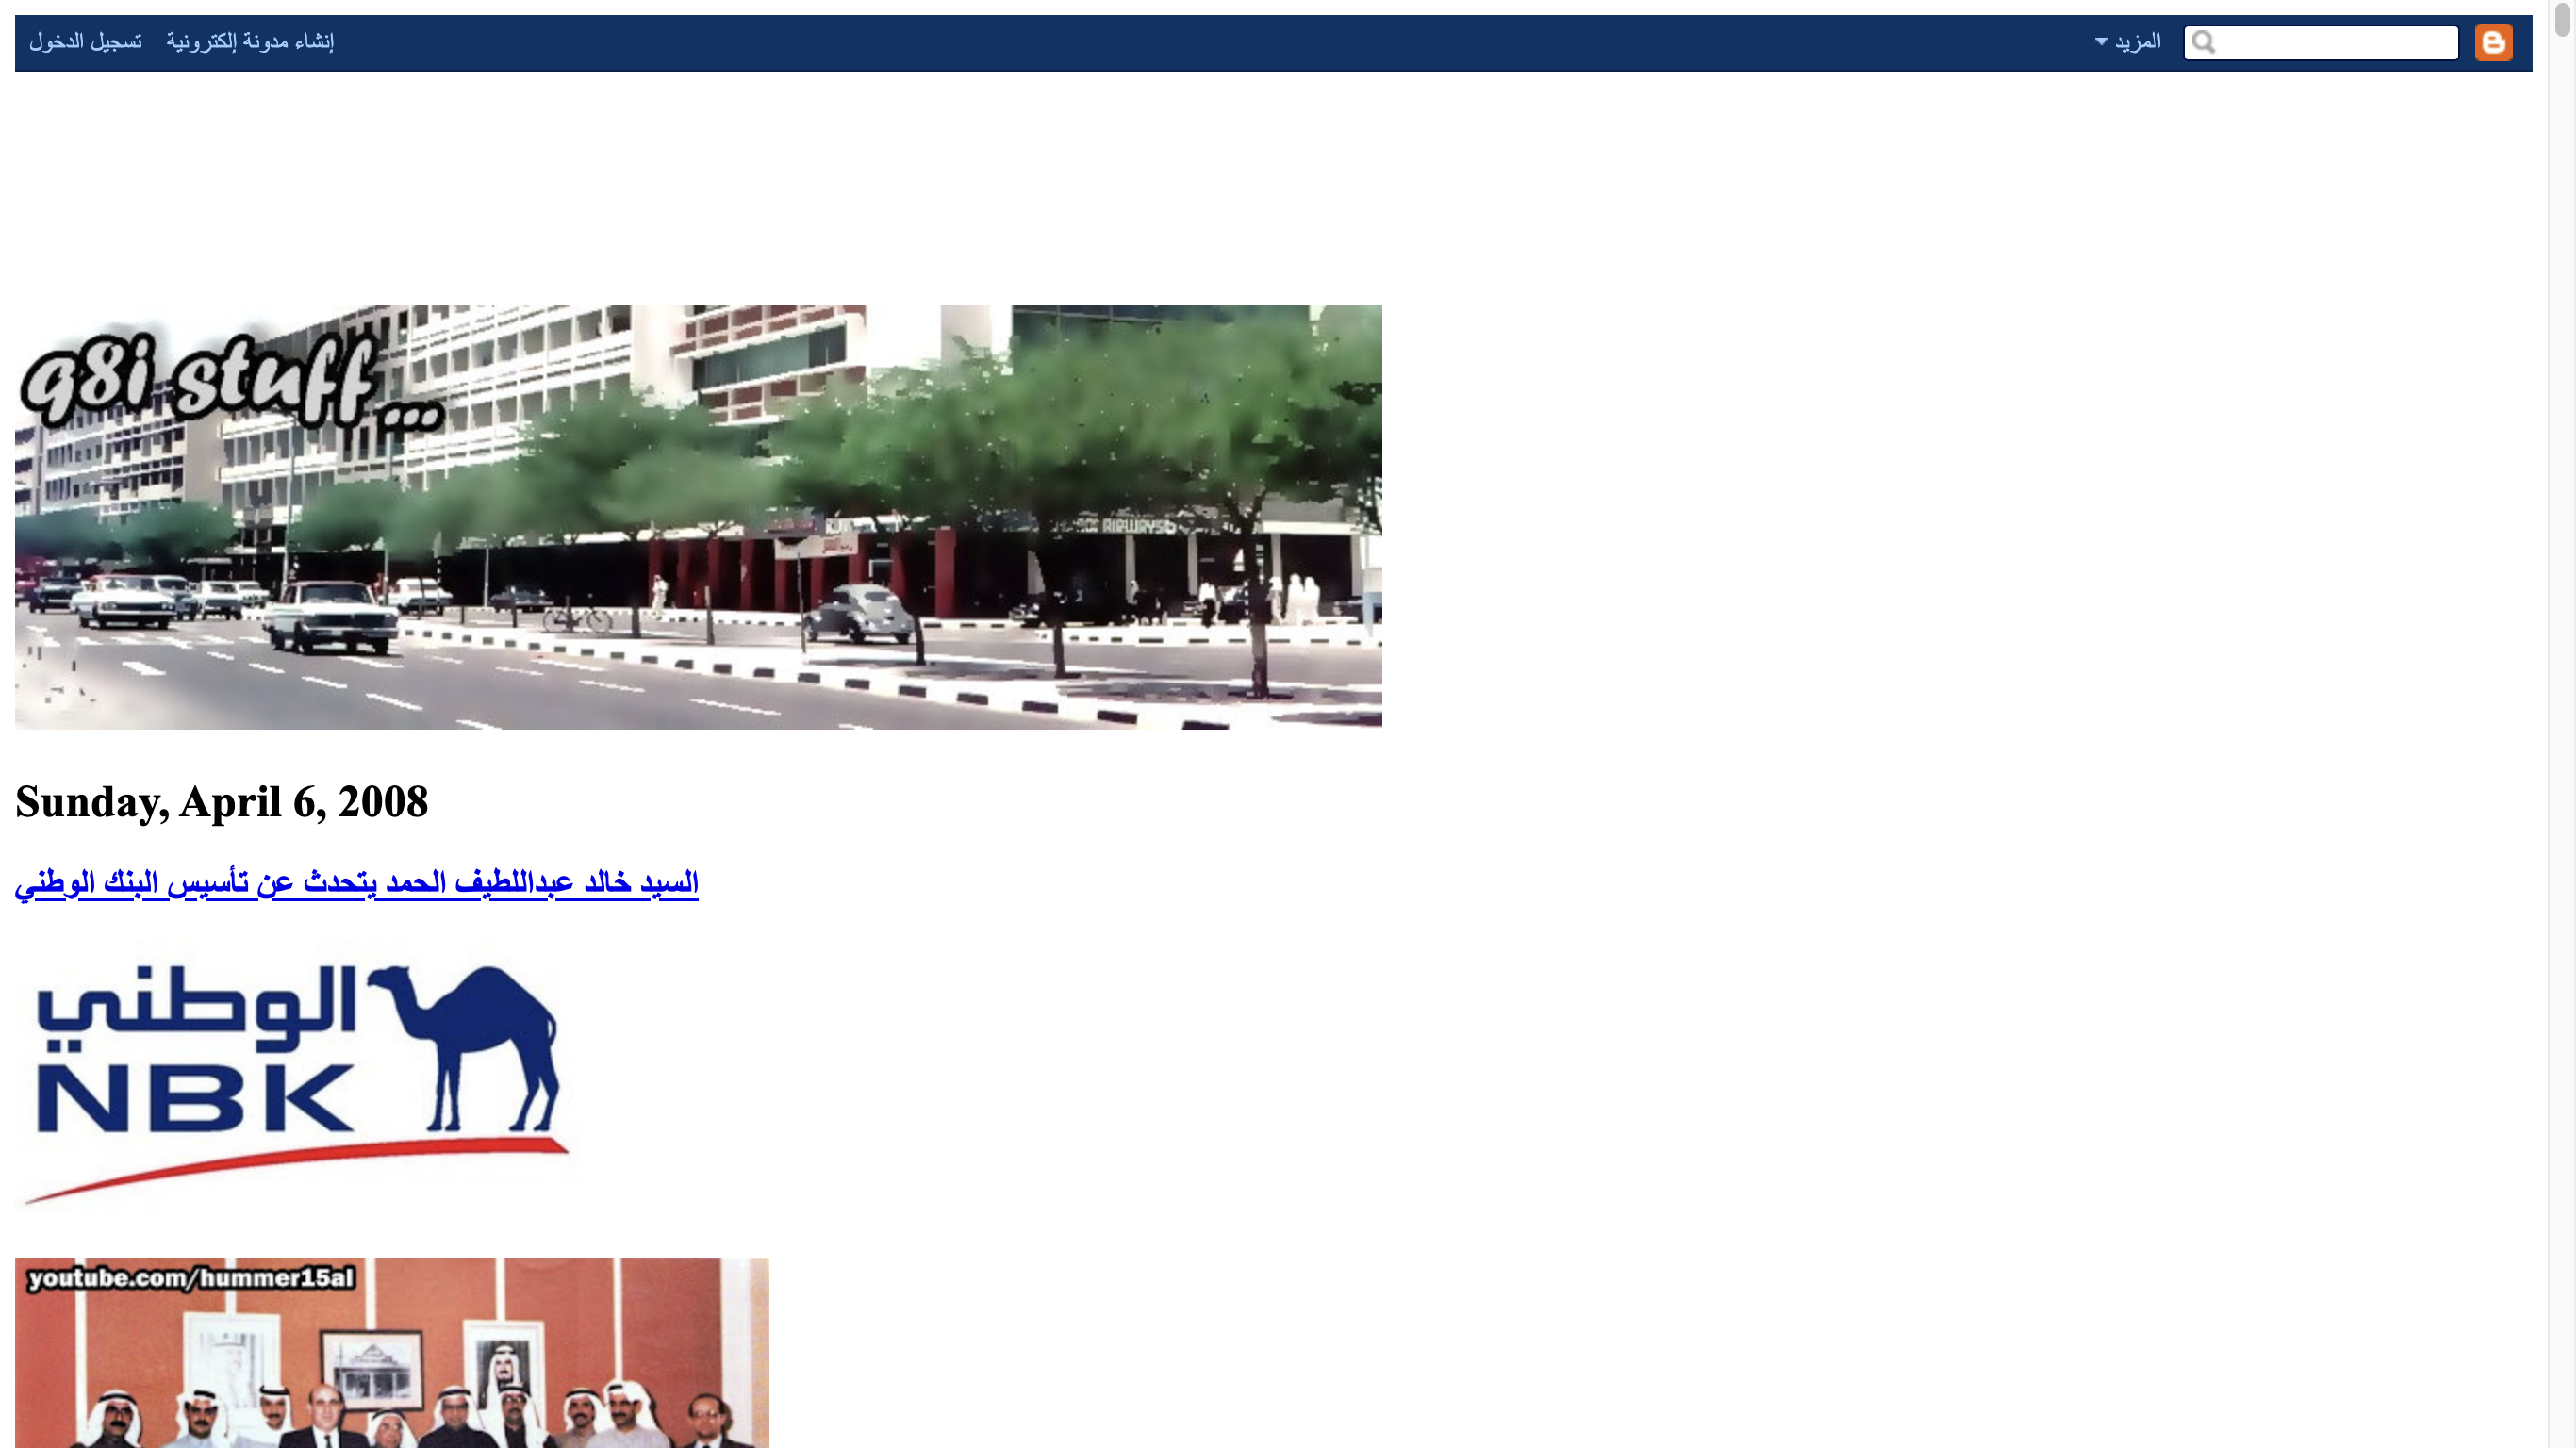 المزيد
إنشاء مدونة إلكترونية
تسجيل الدخول
q8i stuff...
AIRWAYS
Sunday, April 6, 2008
السيد خالد عبداللطيف الحمد يتحدث عن تأسيس البنك الوطني
الوطني
NBK
youtube.com/hummer15al